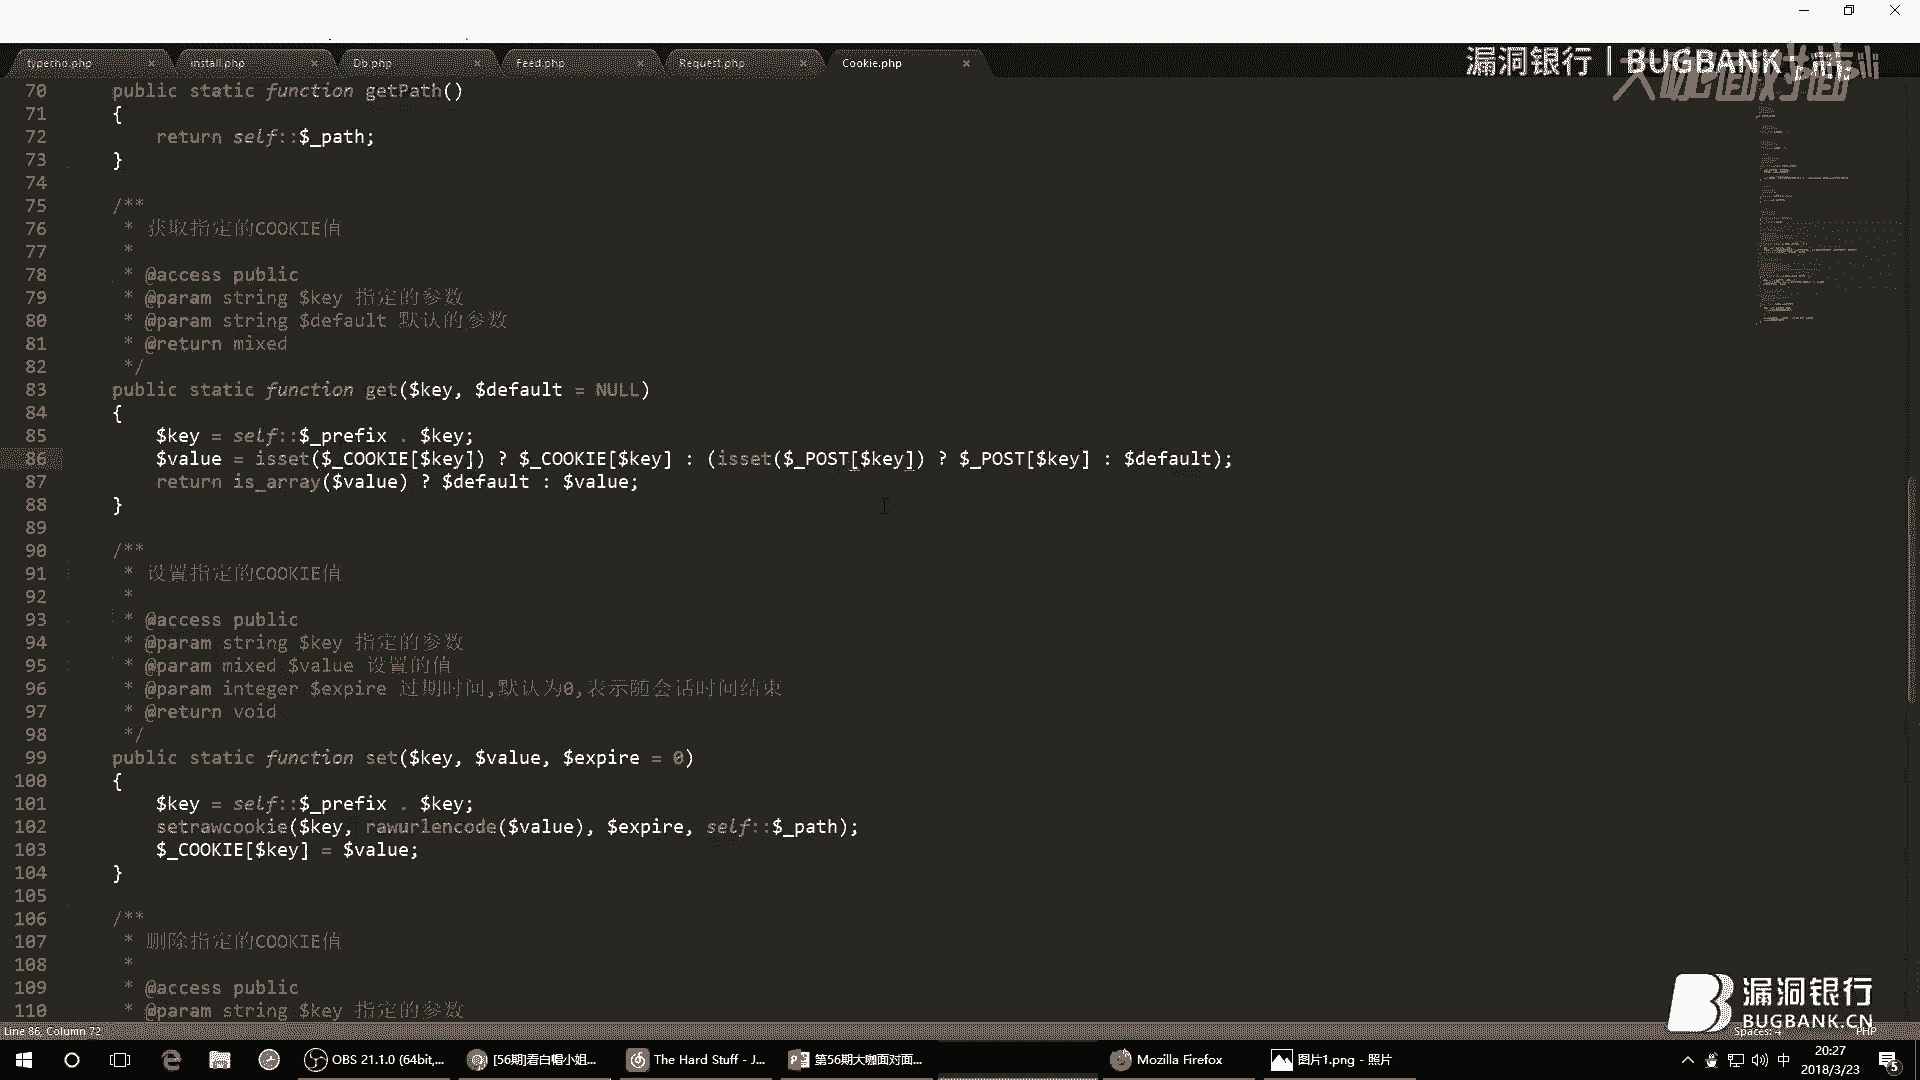 typecho.php × install.php × Db.php × Feed.php × Request.php × Cookie.php ×
漏洞银行 | BUGBANK
大咖面对面
70 public static function getPath()
71 {
72 return self::$_path;
73 }
74
75 /**
76 * 获取指定的COOKIE值
77 *
78 * @access public
79 * @param string $key 指定的参数
80 * @param string $default 默认的参数
81 * @return mixed
82 */
83 public static function get($key, $default = NULL)
84 {
85 $key = self::$_prefix . $key;
86 $value = isset($_COOKIE[$key]) ? $_COOKIE[$key] : (isset($_POST[$key]) ? $_POST[$key] : $default);
87 return is_array($value) ? $default : $value;
88 }
89
90 /**
91 * 设置指定的COOKIE值
92 *
93 * @access public
94 * @param string $key 指定的参数
95 * @param mixed $value 设置的值
96 * @param integer $expire 过期时间,默认为0,表示随会话时间结束
97 * @return void
98 */
99 public static function set($key, $value, $expire = 0)
100 {
101 $key = self::$_prefix . $key;
102 setrawcookie($key, rawurlencode($value), $expire, self::$_path);
103 $_COOKIE[$key] = $value;
104 }
105
106 /**
107 * 删除指定的COOKIE值
108 *
109 * @access public
110 * @param string $key 指定的参数
漏洞银行
BUGBANK.CN
Line 86, Column 72 Spaces: 4 PHP
OBS 21.1.0 (64bit,... [56期]看白帽小姐... The Hard Stuff - J... 第56期大咖面对面... Mozilla Firefox 图片1.png - 照片 中 20:27
2018/3/23 5